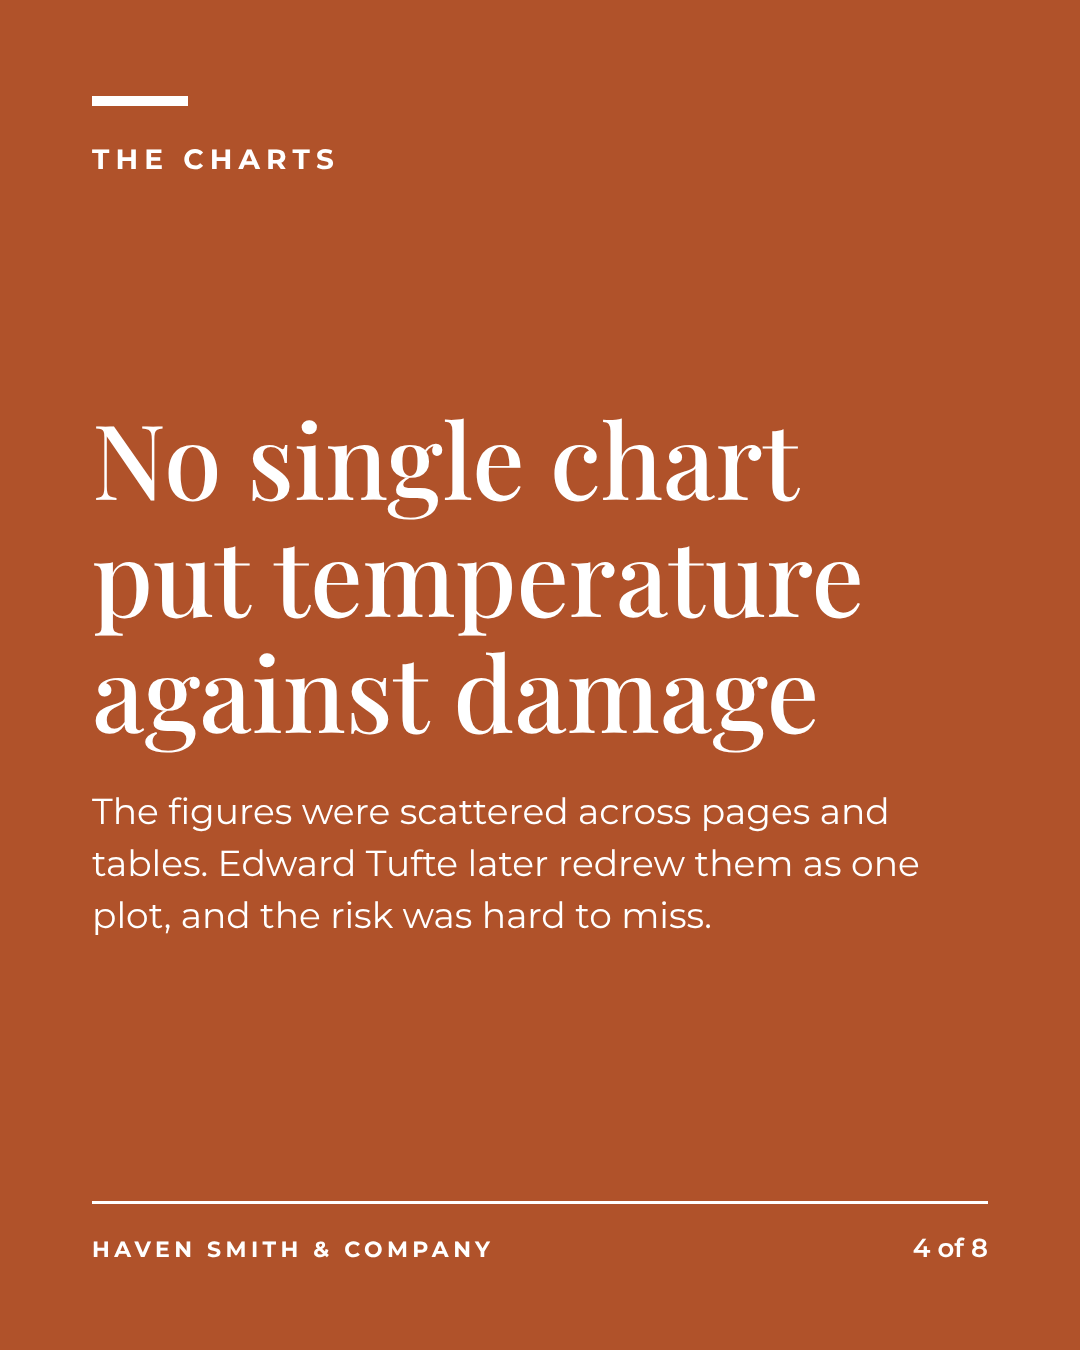 THE CHARTS
No single chart
put temperature
against damage
The figures were scattered across pages and
tables. Edward Tufte later redrew them as one
plot, and the risk was hard to miss.
HAVEN SMITH & COMPANY
4 of 8